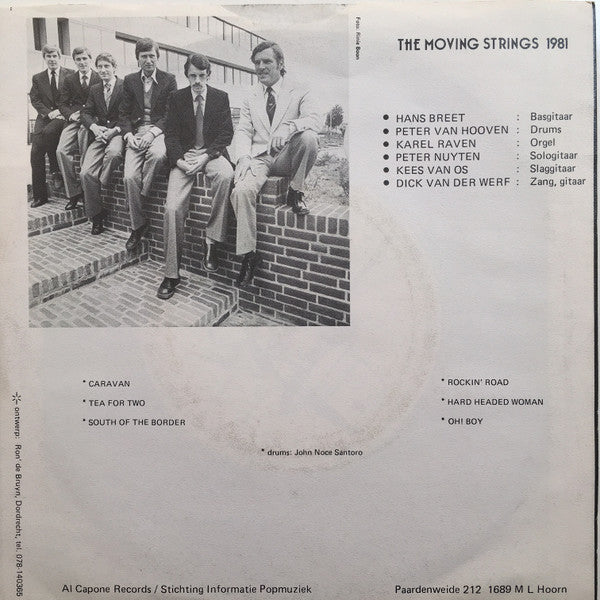 Foto: Rinie Boon
THE MOVING STRINGS 1981
• HANS BREET : Basgitaar
• PETER VAN HOOVEN : Drums
• KAREL RAVEN : Orgel
• PETER NUYTEN : Sologitaar
• KEES VAN OS : Slaggitaar
• DICK VAN DER WERF : Zang, gitaar
* CARAVAN
* TEA FOR TWO
* SOUTH OF THE BORDER
* ROCKIN' ROAD
* HARD HEADED WOMAN
* OH! BOY
* drums: John Noce Santoro
ontwerp: Ron de Bruyn, Dordrecht, tel. 078-140365
Al Capone Records / Stichting Informatie Popmuziek
Paardenweide 212 1689 M L Hoorn